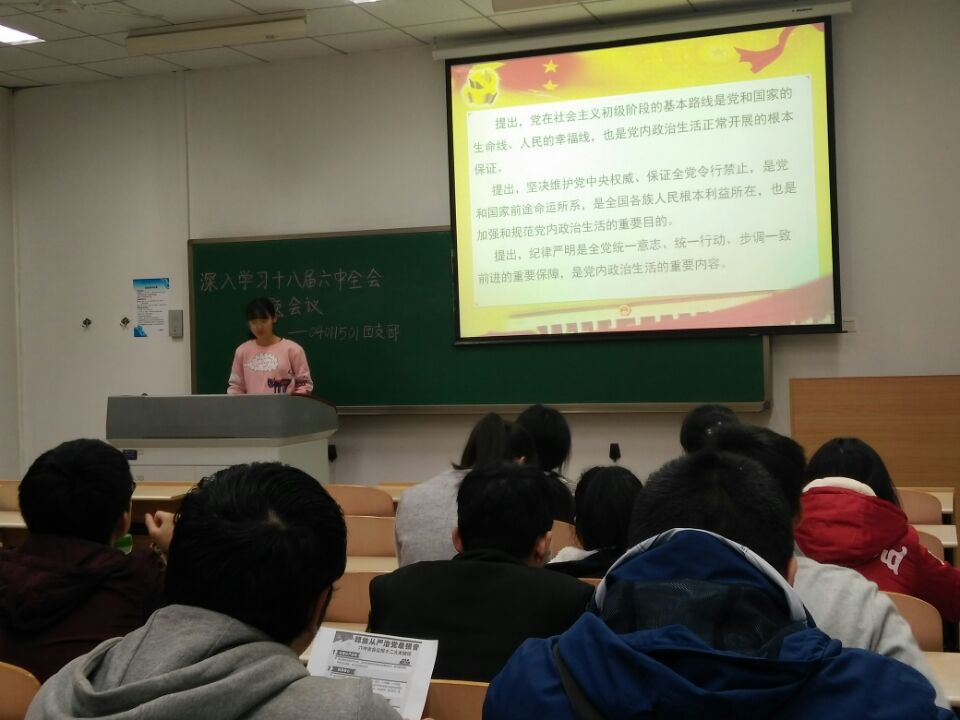 提出，党在社会主义初级阶段的基本路线是党和国家的
生命线、人民的幸福线，也是党内政治生活正常开展的根本
保证。
提出，坚决维护党中央权威、保证全党令行禁止，是党
和国家前途命运所系，是全国各族人民根本利益所在，也是
加强和规范党内政治生活的重要目的。
提出，纪律严明是全党统一意志、统一行动、步调一致
前进的重要保障，是党内政治生活的重要内容。
深入学习十八届六中全会
会议
——04011501团支部
从严治党最强音